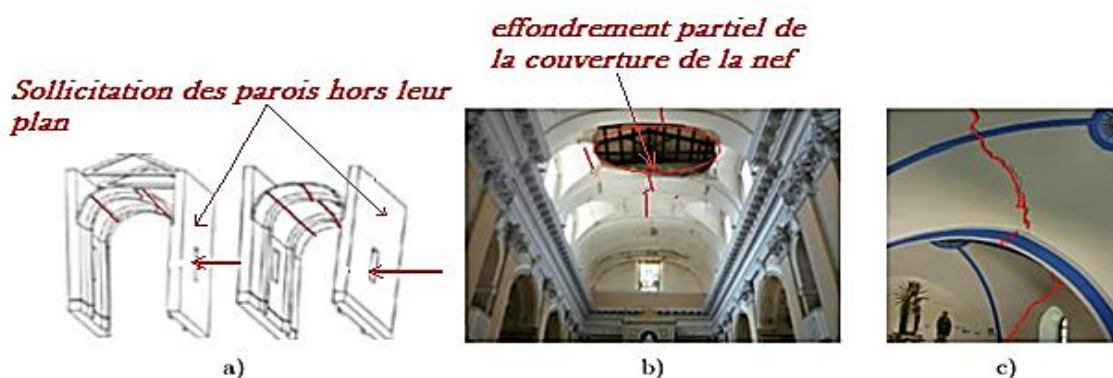 effondrement partiel de
la couverture de la nef
Sollicitation des parois hors leur
plan
a)
b)
c)